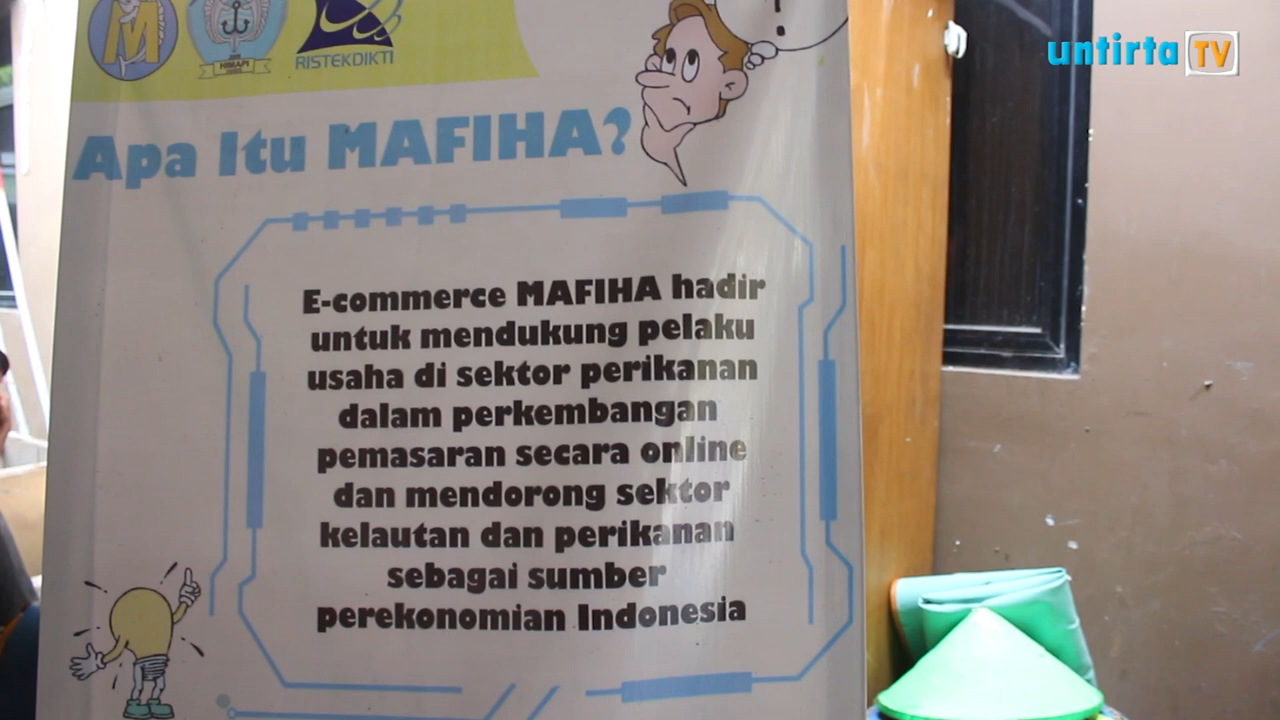 untirta TV
M
HIMAPI
RISTEKDIKTI
Apa Itu MAFIHA?
E-commerce MAFIHA hadir
untuk mendukung pelaku
usaha di sektor perikanan
dalam perkembangan
pemasaran secara online
dan mendorong sektor
kelautan dan perikanan
sebagai sumber
perekonomian Indonesia